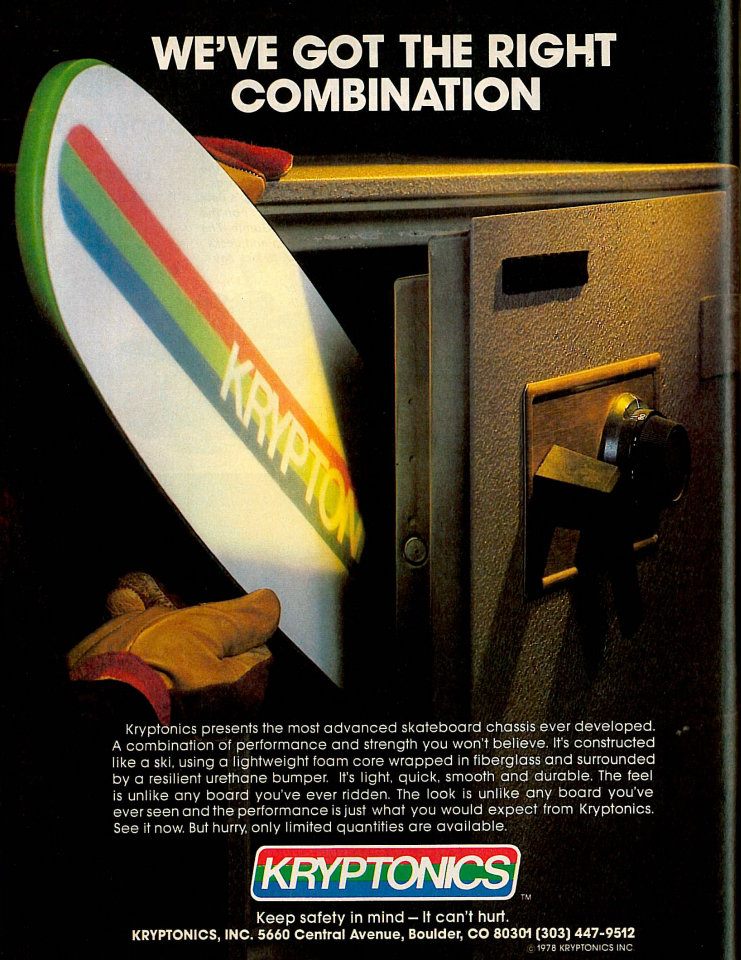 WE'VE GOT THE RIGHT
COMBINATION
KRYPTON
Kryptonics presents the most advanced skateboard chassis ever developed.
A combination of performance and strength you won't believe. It's constructed
like a ski, using a lightweight foam core wrapped in fiberglass and surrounded
by a resilient urethane bumper. It's light, quick, smooth and durable. The feel
is unlike any board you've ever ridden. The look is unlike any board you've
ever seen and the performance is just what you would expect from Kryptonics.
See it now. But hurry, only limited quantities are available.
KRYPTONICS
TM
Keep safety in mind — It can't hurt.
KRYPTONICS, INC. 5660 Central Avenue, Boulder, CO 80301 (303) 447-9512
© 1978 KRYPTONICS INC